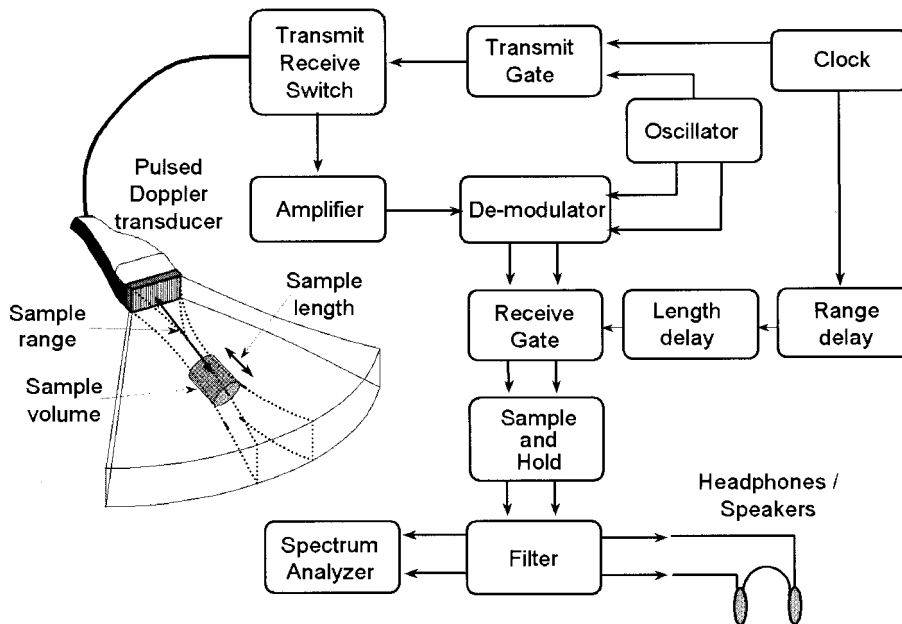 Transmit
Receive
Switch
Transmit
Gate
Clock
Oscillator
Pulsed
Doppler
transducer
Amplifier
De-modulator
Sample
length
Sample
range
Receive
Gate
Length
delay
Range
delay
Sample
volume
Sample
and
Hold
Headphones /
Speakers
Spectrum
Analyzer
Filter